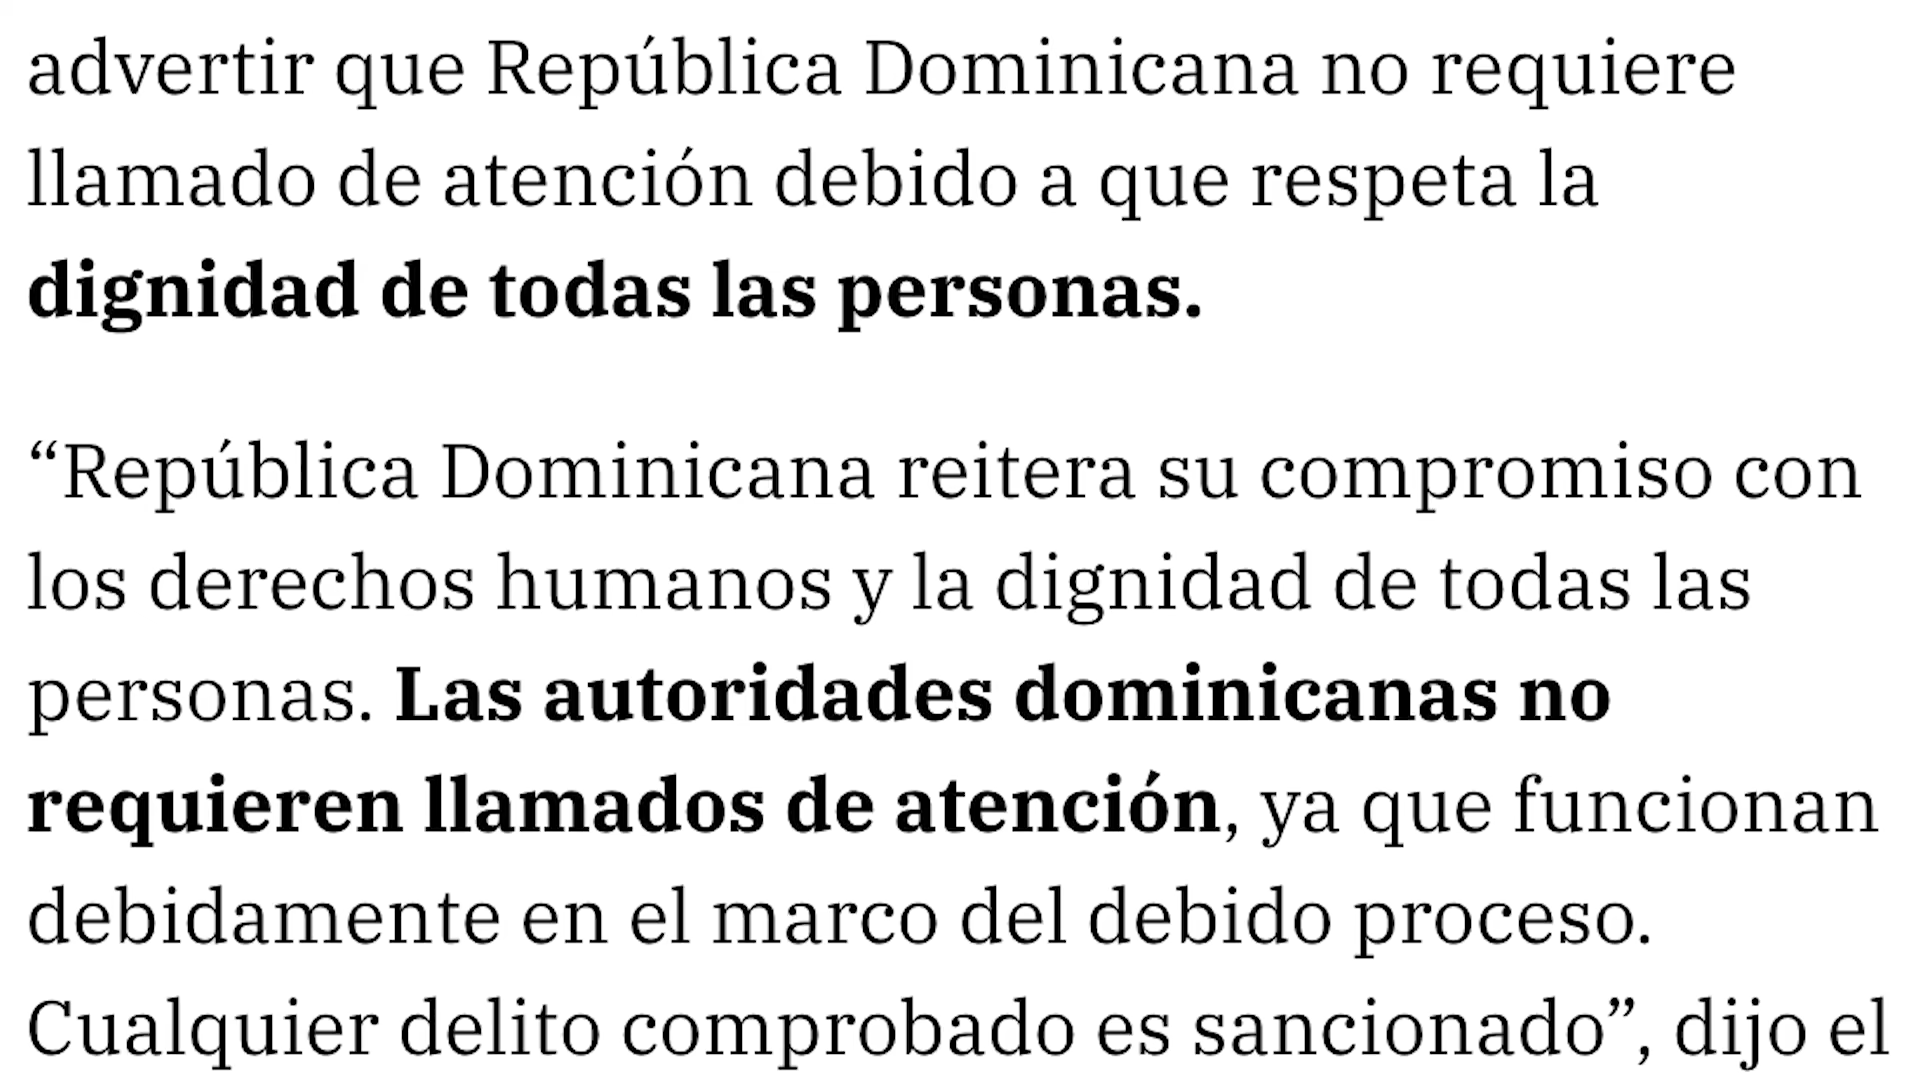 advertir que República Dominicana no requiere
llamado de atención debido a que respeta la
dignidad de todas las personas.
“República Dominicana reitera su compromiso con
los derechos humanos y la dignidad de todas las
personas. Las autoridades dominicanas no
requieren llamados de atención, ya que funcionan
debidamente en el marco del debido proceso.
Cualquier delito comprobado es sancionado”, dijo el